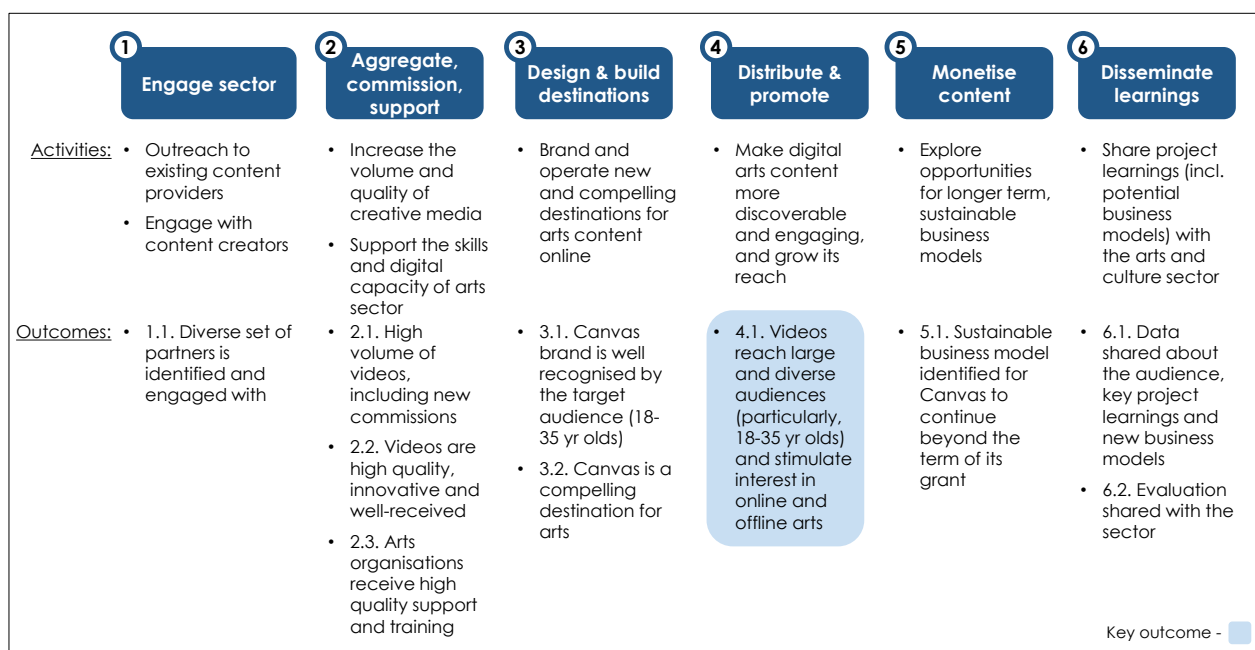 1
Engage sector
2
Aggregate,
commission,
support
3
Design & build
destinations
4
Distribute &
promote
5
Monetise
content
6
Disseminate
learnings
Activities:
• Outreach to
existing content
providers
• Engage with
content creators
• Increase the
volume and
quality of
creative media
• Support the skills
and digital
capacity of arts
sector
• Brand and
operate new
and compelling
destinations for
arts content
online
• Make digital
arts content
more
discoverable
and engaging,
and grow its
reach
• Explore
opportunities
for longer term,
sustainable
business
models
• Share project
learnings (incl.
potential
business
models) with
the arts and
culture sector
Outcomes:
• 1.1. Diverse set of
partners is
identified and
engaged with
• 2.1. High
volume of
videos,
including new
commissions
• 2.2. Videos are
high quality,
innovative and
well-received
• 2.3. Arts
organisations
receive high
quality support
and training
• 3.1. Canvas
brand is well
recognised by
the target
audience (18-
35 yr olds)
• 3.2. Canvas is a
compelling
destination for
arts
• 4.1. Videos
reach large
and diverse
audiences
(particularly,
18-35 yr olds)
and stimulate
interest in
online and
offline arts
• 5.1. Sustainable
business model
identified for
Canvas to
continue
beyond the
term of its
grant
• 6.1. Data
shared about
the audience,
key project
learnings and
new business
models
• 6.2. Evaluation
shared with the
sector
Key outcome -